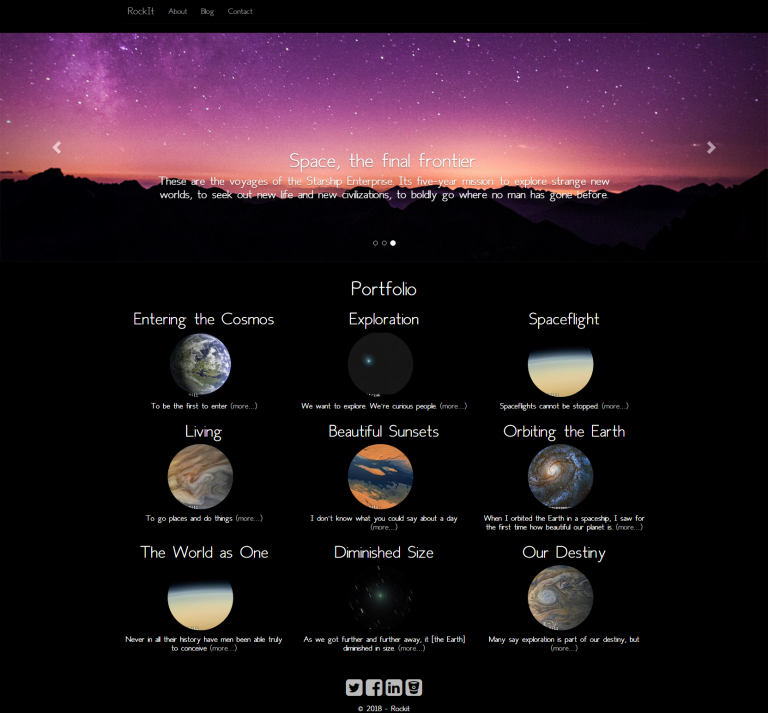 RockIt About Blog Contact
Space, the final frontier
These are the voyages of the Starship Enterprise. Its five-year mission: to explore strange new
worlds, to seek out new life and new civilizations, to boldly go where no man has gone before.
Portfolio
Entering the Cosmos
Exploration
Spaceflight
To be the first to enter (more...)
We want to explore. We're curious people. (more...)
Spaceflights cannot be stopped. (more...)
Living
Beautiful Sunsets
Orbiting the Earth
To go places and do things (more...)
I don't know what you could say about a day
(more...)
When I orbited the Earth in a spaceship, I saw for
the first time how beautiful our planet is. (more...)
The World as One
Diminished Size
Our Destiny
Never in all their history have men been able truly
to conceive (more...)
As we got further and further away, it [the Earth]
diminished in size. (more...)
Many say exploration is part of our destiny, but
(more...)
© 2018 - RockIt